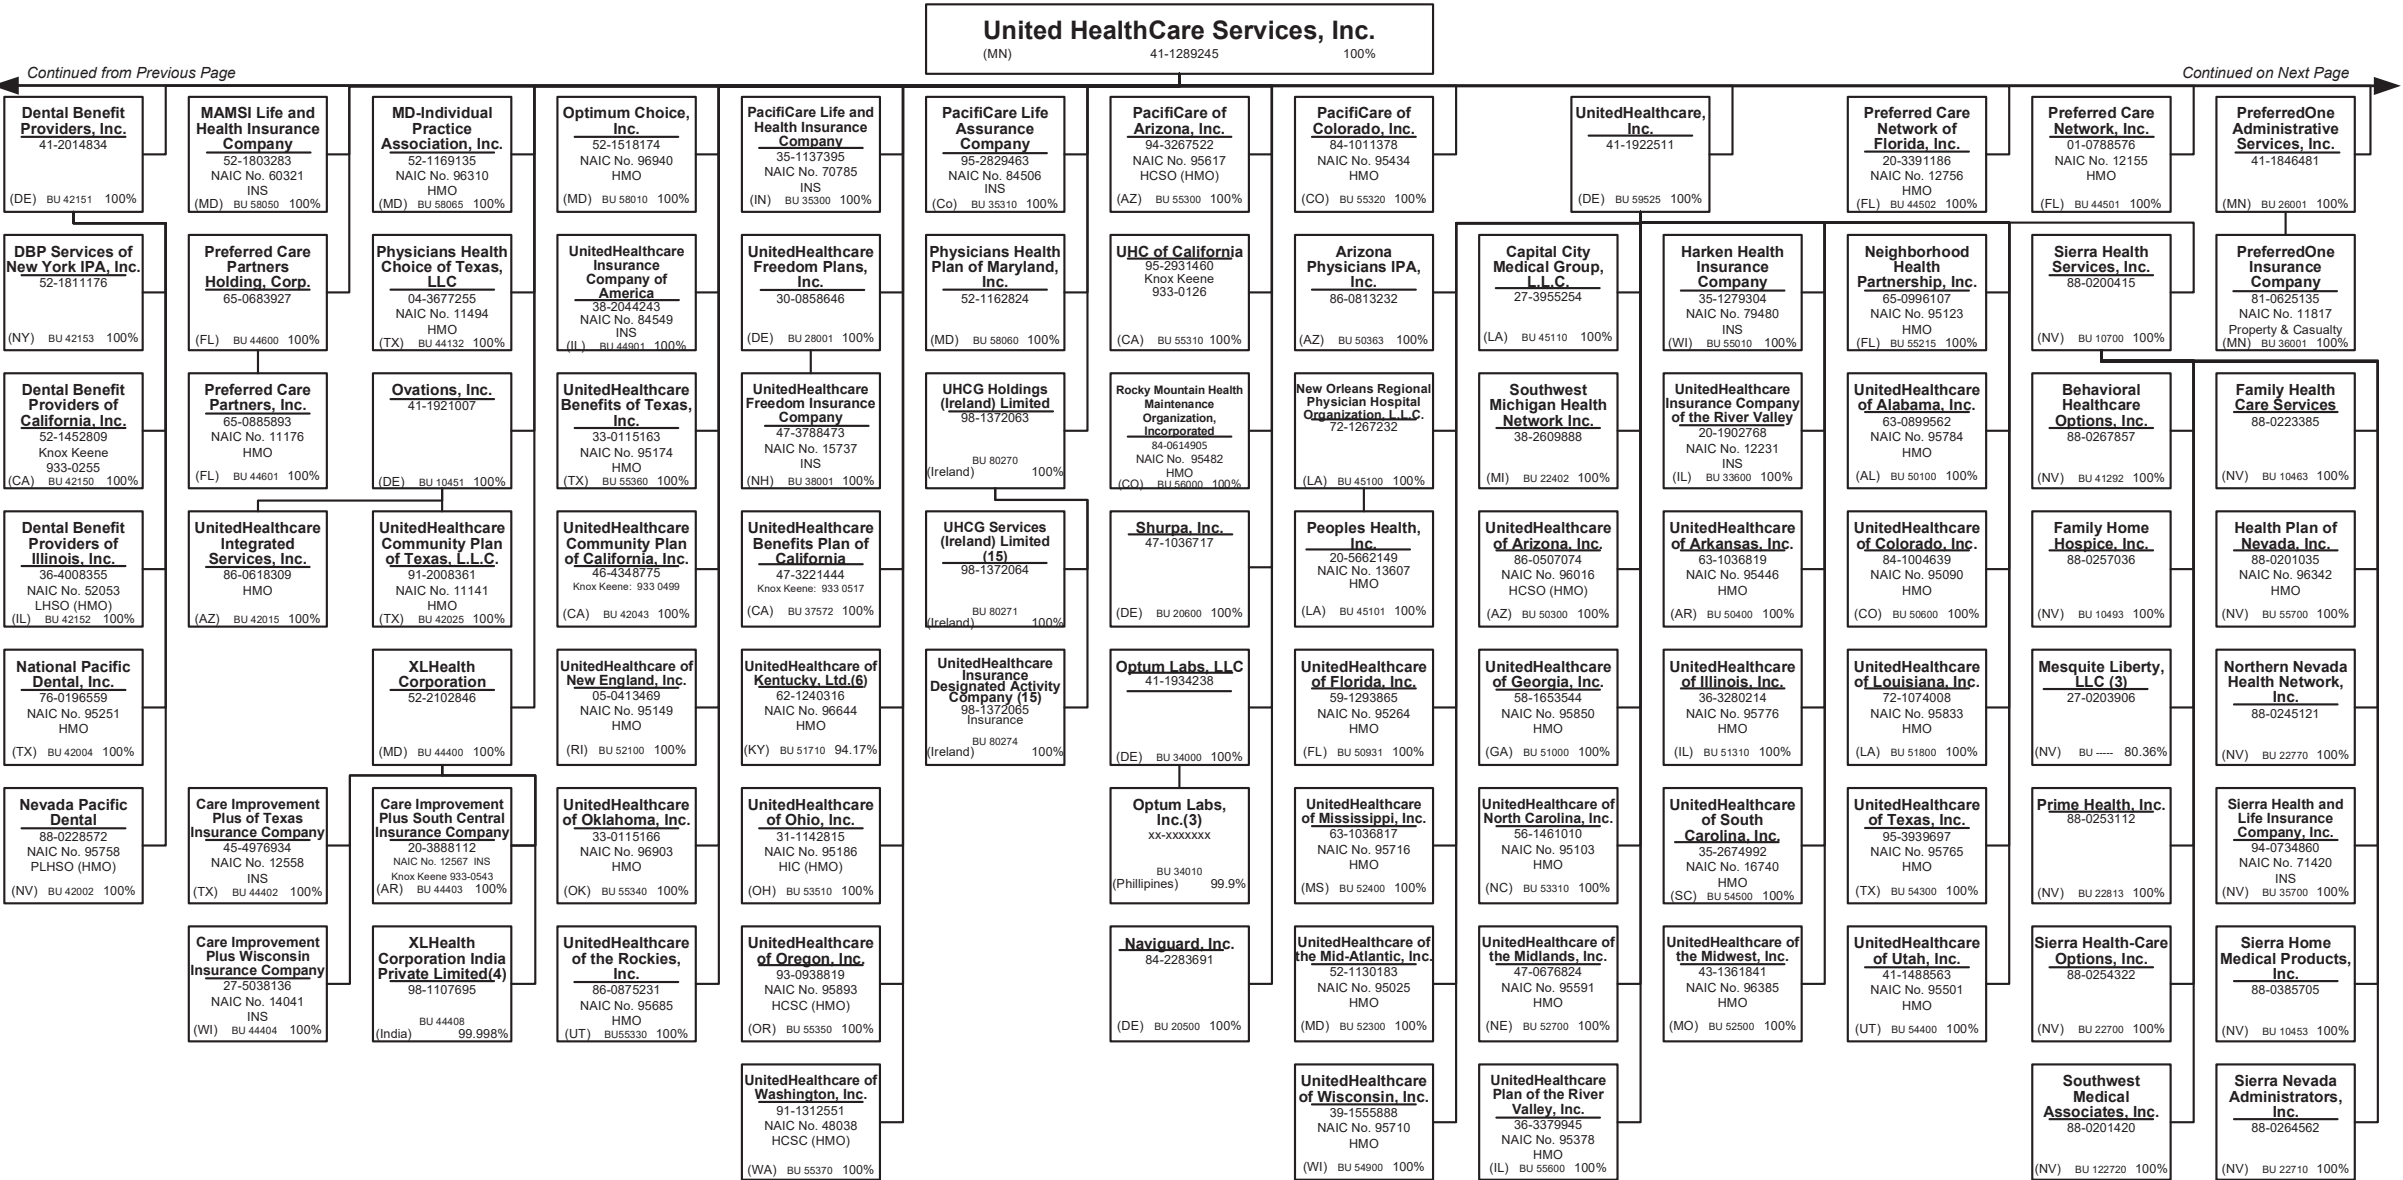 United HealthCare Services, Inc.
(MN) 41-1289245 100%
Continued from Previous Page
Continued on Next Page
Dental Benefit
Providers, Inc.
41-2014834
(DE) BU 42151 100%
MAMSI Life and
Health Insurance
Company
52-1803283
NAIC No. 60321
INS
(MD) BU 58050 100%
MD-Individual
Practice
Association, Inc.
52-1169135
NAIC No. 96310
HMO
(MD) BU 58065 100%
Optimum Choice,
Inc.
52-1518174
NAIC No. 96940
HMO
(MD) BU 58010 100%
PacifiCare Life and
Health Insurance
Company
35-1137395
NAIC No. 70785
INS
(IN) BU 35300 100%
PacifiCare Life
Assurance
Company
95-2829463
NAIC No. 84506
INS
(Co) BU 35310 100%
PacifiCare of
Arizona, Inc.
94-3267522
NAIC No. 95617
HCSO (HMO)
(AZ) BU 55300 100%
PacifiCare of
Colorado, Inc.
84-1011378
NAIC No. 95434
HMO
(CO) BU 55320 100%
UnitedHealthcare,
Inc.
41-1922511
(DE) BU 59525 100%
Preferred Care
Network of
Florida, Inc.
20-3391186
NAIC No. 12756
HMO
(FL) BU 44502 100%
Preferred Care
Network, Inc.
01-0788576
NAIC No. 12155
HMO
(FL) BU 44501 100%
PreferredOne
Administrative
Services, Inc.
41-1846481
(MN) BU 26001 100%
DBP Services of
New York IPA, Inc.
52-1811176
(NY) BU 42153 100%
Preferred Care
Partners
Holding, Corp.
65-0683927
(FL) BU 44600 100%
Physicians Health
Choice of Texas,
LLC
04-3677255
NAIC No. 11494
HMO
(TX) BU 44132 100%
UnitedHealthcare
Insurance
Company of
America
38-2044243
NAIC No. 84549
INS
(IL) BU 44901 100%
UnitedHealthcare
Freedom Plans,
Inc.
30-0858646
(DE) BU 28001 100%
Physicians Health
Plan of Maryland,
Inc.
52-1162824
(MD) BU 58060 100%
UHC of California
95-2931460
Knox Keene
933-0126
(CA) BU 55310 100%
Arizona
Physicians IPA,
Inc.
86-0813232
(AZ) BU 50363 100%
Capital City
Medical Group,
L.L.C.
27-3955254
(LA) BU 45110 100%
Harken Health
Insurance
Company
35-1279304
NAIC No. 79480
INS
(WI) BU 55010 100%
Neighborhood
Health
Partnership, Inc.
65-0996107
NAIC No. 95123
HMO
(FL) BU 55215 100%
Sierra Health
Services, Inc.
88-0200415
(NV) BU 10700 100%
PreferredOne
Insurance
Company
81-0625135
NAIC No. 11817
Property & Casualty
(MN) BU 36001 100%
Dental Benefit
Providers of
California, Inc.
52-1452809
Knox Keene
933-0255
(CA) BU 42150 100%
Preferred Care
Partners, Inc.
65-0885893
NAIC No. 11176
HMO
(FL) BU 44601 100%
Ovations, Inc.
41-1921007
(DE) BU 10451 100%
UnitedHealthcare
Benefits of Texas,
Inc.
33-0115163
NAIC No. 95174
HMO
(TX) BU 55360 100%
UnitedHealthcare
Freedom Insurance
Company
47-3788473
NAIC No. 15737
INS
(NH) BU 38001 100%
UHCG Holdings
(Ireland) Limited
98-1372063
BU 80270
(Ireland) 100%
Rocky Mountain Health
Maintenance
Organization,
Incorporated
84-0614905
NAIC No. 95482
HMO
(CO) BU 56000 100%
New Orleans Regional
Physician Hospital
Organization, L.L.C.
72-1267232
(LA) BU 45100 100%
Southwest
Michigan Health
Network Inc.
38-2609888
(MI) BU 22402 100%
UnitedHealthcare
Insurance Company
of the River Valley
20-1902768
NAIC No. 12231
INS
(IL) BU 33600 100%
UnitedHealthcare
of Alabama, Inc.
63-0899562
NAIC No. 95784
HMO
(AL) BU 50100 100%
Behavioral
Healthcare
Options, Inc.
88-0267857
(NV) BU 41292 100%
Family Health
Care Services
88-0223385
(NV) BU 10463 100%
Dental Benefit
Providers of
Illinois, Inc.
36-4008355
NAIC No. 52053
LHSO (HMO)
(IL) BU 42152 100%
UnitedHealthcare
Integrated
Services, Inc.
86-0618309
HMO
(AZ) BU 42015 100%
UnitedHealthcare
Community Plan
of Texas, L.L.C.
91-2008361
NAIC No. 11141
HMO
(TX) BU 42025 100%
UnitedHealthcare
Community Plan
of California, Inc.
46-4348775
Knox Keene: 933 0499
(CA) BU 42043 100%
UnitedHealthcare
Benefits Plan of
California
47-3221444
Knox Keene: 933 0517
(CA) BU 37572 100%
UHCG Services
(Ireland) Limited
(15)
98-1372064
BU 80271
(Ireland) 100%
Shurpa, Inc.
47-1036717
(DE) BU 20600 100%
Peoples Health,
Inc.
20-5662149
NAIC No. 13607
HMO
(LA) BU 45101 100%
UnitedHealthcare
of Arizona, Inc.
86-0507074
NAIC No. 96016
HCSO (HMO)
(AZ) BU 50300 100%
UnitedHealthcare
of Arkansas, Inc.
63-1036819
NAIC No. 95446
HMO
(AR) BU 50400 100%
UnitedHealthcare
of Colorado, Inc.
84-1004639
NAIC No. 95090
HMO
(CO) BU 50600 100%
Family Home
Hospice, Inc.
88-0257036
(NV) BU 10493 100%
Health Plan of
Nevada, Inc.
88-0201035
NAIC No. 96342
HMO
(NV) BU 55700 100%
National Pacific
Dental, Inc.
76-0196559
NAIC No. 95251
HMO
(TX) BU 42004 100%
XLHealth
Corporation
52-2102846
(MD) BU 44400 100%
UnitedHealthcare of
New England, Inc.
05-0413469
NAIC No. 95149
HMO
(RI) BU 52100 100%
UnitedHealthcare of
Kentucky, Ltd.(6)
62-1240316
NAIC No. 96644
HMO
(KY) BU 51710 94.17%
UnitedHealthcare
Insurance
Designated Activity
Company (15)
98-1372065
Insurance
BU 80274
(Ireland) 100%
Optum Labs, LLC
41-1934238
(DE) BU 34000 100%
UnitedHealthcare
of Florida, Inc.
59-1293865
NAIC No. 95264
HMO
(FL) BU 50931 100%
UnitedHealthcare
of Georgia, Inc.
58-1653544
NAIC No. 95850
HMO
(GA) BU 51000 100%
UnitedHealthcare
of Illinois, Inc.
36-3280214
NAIC No. 95776
HMO
(IL) BU 51310 100%
UnitedHealthcare
of Louisiana, Inc.
72-1074008
NAIC No. 95833
HMO
(LA) BU 51800 100%
Mesquite Liberty,
LLC (3)
27-0203906
(NV) BU ----- 80.36%
Northern Nevada
Health Network,
Inc.
88-0245121
(NV) BU 22770 100%
Nevada Pacific
Dental
88-0228572
NAIC No. 95758
PLHSO (HMO)
(NV) BU 42002 100%
Care Improvement
Plus of Texas
Insurance Company
45-4976934
NAIC No. 12558
INS
(TX) BU 44402 100%
Care Improvement
Plus South Central
Insurance Company
20-3888112
NAIC No. 12567 INS
Knox Keene 933-0543
(AR) BU 44403 100%
UnitedHealthcare
of Oklahoma, Inc.
33-0115166
NAIC No. 96903
HMO
(OK) BU 55340 100%
UnitedHealthcare
of Ohio, Inc.
31-1142815
NAIC No. 95186
HIC (HMO)
(OH) BU 53510 100%
Optum Labs,
Inc.(3)
xx-xxxxxxx
BU 34010
(Phillipines) 99.9%
UnitedHealthcare
of Mississippi, Inc.
63-1036817
NAIC No. 95716
HMO
(MS) BU 52400 100%
UnitedHealthcare of
North Carolina, Inc.
56-1461010
NAIC No. 95103
HMO
(NC) BU 53310 100%
UnitedHealthcare
of South
Carolina, Inc.
35-2674992
NAIC No. 16740
HMO
(SC) BU 54500 100%
UnitedHealthcare
of Texas, Inc.
95-3939697
NAIC No. 95765
HMO
(TX) BU 54300 100%
Prime Health, Inc.
88-0253112
(NV) BU 22813 100%
Sierra Health and
Life Insurance
Company, Inc.
94-0734860
NAIC No. 71420
INS
(NV) BU 35700 100%
Care Improvement
Plus Wisconsin
Insurance Company
27-5038136
NAIC No. 14041
INS
(WI) BU 44404 100%
XLHealth
Corporation India
Private Limited(4)
98-1107695
BU 44408
(India) 99.998%
UnitedHealthcare
of the Rockies,
Inc.
86-0875231
NAIC No. 95685
HMO
(UT) BU55330 100%
UnitedHealthcare
of Oregon, Inc.
93-0938819
NAIC No. 95893
HCSC (HMO)
(OR) BU 55350 100%
Naviguard, Inc.
84-2283691
(DE) BU 20500 100%
UnitedHealthcare of
the Mid-Atlantic, Inc.
52-1130183
NAIC No. 95025
HMO
(MD) BU 52300 100%
UnitedHealthcare of
the Midlands, Inc.
47-0676824
NAIC No. 95591
HMO
(NE) BU 52700 100%
UnitedHealthcare of
the Midwest, Inc.
43-1361841
NAIC No. 96385
HMO
(MO) BU 52500 100%
UnitedHealthcare
of Utah, Inc.
41-1488563
NAIC No. 95501
HMO
(UT) BU 54400 100%
Sierra Health-Care
Options, Inc.
88-0254322
(NV) BU 22700 100%
Sierra Home
Medical Products,
Inc.
88-0385705
(NV) BU 10453 100%
UnitedHealthcare of
Washington, Inc.
91-1312551
NAIC No. 48038
HCSC (HMO)
(WA) BU 55370 100%
UnitedHealthcare
of Wisconsin, Inc.
39-1555888
NAIC No. 95710
HMO
(WI) BU 54900 100%
UnitedHealthcare
Plan of the River
Valley, Inc.
36-3379945
NAIC No. 95378
HMO
(IL) BU 55600 100%
Southwest
Medical
Associates, Inc.
88-0201420
(NV) BU 122720 100%
Sierra Nevada
Administrators,
Inc.
88-0264562
(NV) BU 22710 100%